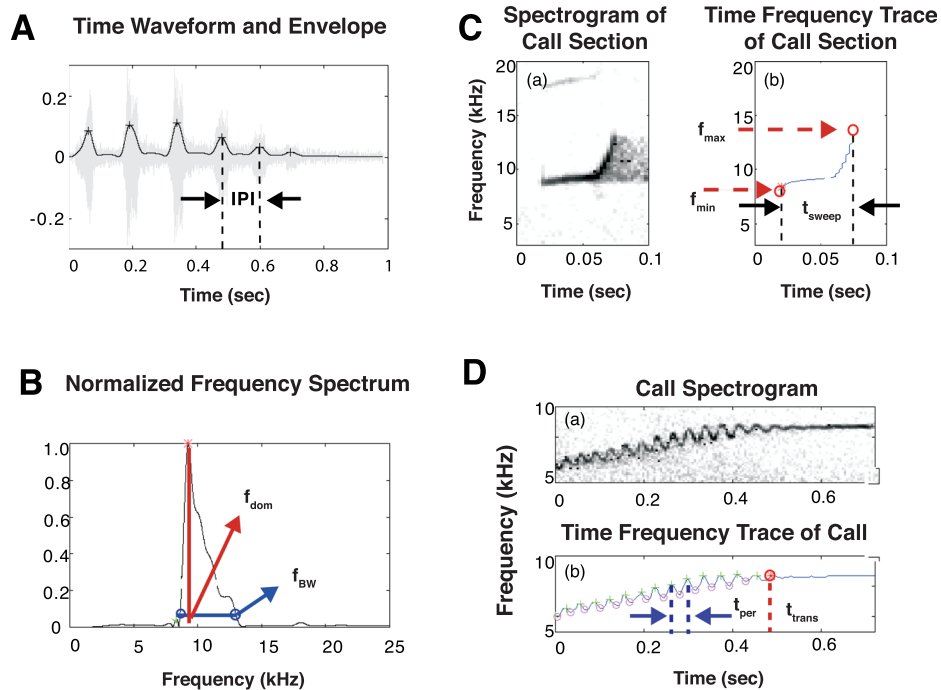 A
Time Waveform and Envelope
0.2
0
-0.2
IPI
0 0.2 0.4 0.6 0.8 1
Time (sec)
B
Normalized Frequency Spectrum
1.0
0.8
0.6
0.4
0.2
0
f dom
f BW
0 5 10 15 20 25
Frequency (kHz)
C
Spectrogram of
Call Section
Frequency (kHz)
20
15
10
5
(a)
0 0.05 0.1
Time (sec)
Time Frequency Trace
of Call Section
20
15
10
5
(b)
f max
f min
t sweep
0 0.05 0.1
Time (sec)
D
Call Spectrogram
Frequency (kHz)
10
5
(a)
0 0.2 0.4 0.6
Time Frequency Trace of Call
10
5
(b)
t per
t trans
0 0.2 0.4 0.6
Time (sec)